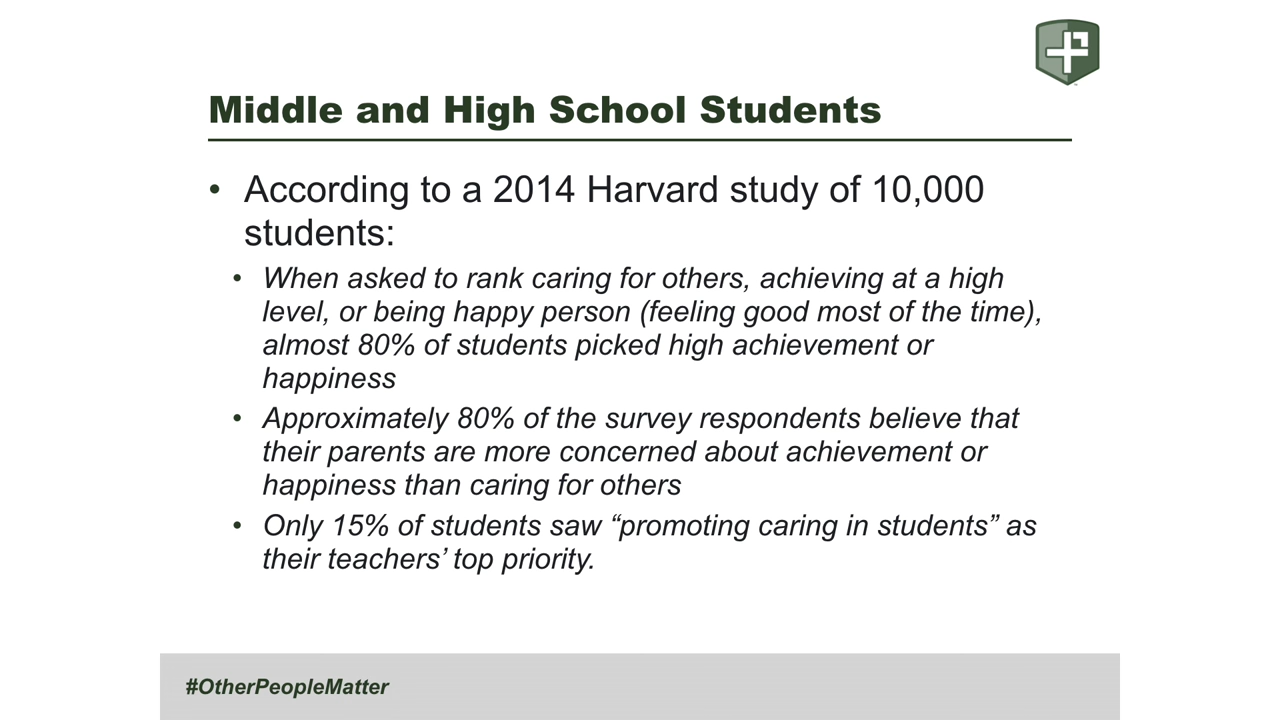 Middle and High School Students
• According to a 2014 Harvard study of 10,000
students:
• When asked to rank caring for others, achieving at a high
level, or being happy person (feeling good most of the time),
almost 80% of students picked high achievement or
happiness
• Approximately 80% of the survey respondents believe that
their parents are more concerned about achievement or
happiness than caring for others
• Only 15% of students saw “promoting caring in students” as
their teachers’ top priority.
#OtherPeopleMatter